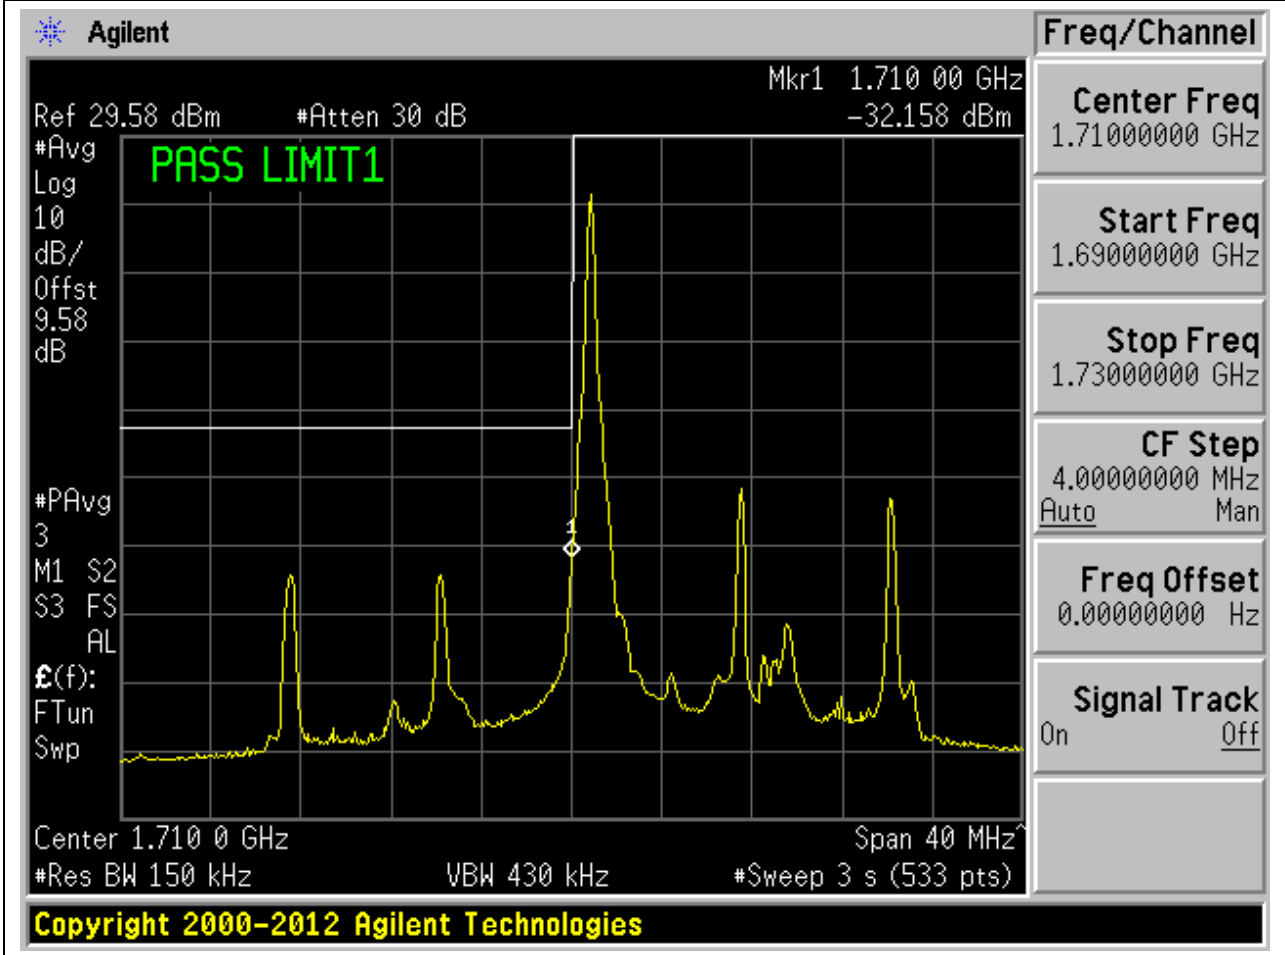 Agilent
Freq/Channel
Mkr1 1.710 00 GHz
Ref 29.58 dBm #Atten 30 dB -32.158 dBm
#Avg
Log
10
dB/
Offst
9.58
dB
PASS LIMIT1
#PAvg
3
M1 S2
S3 FS
AL
£(f):
FTun
Swp
1
Center 1.710 0 GHz Span 40 MHz^
#Res BW 150 kHz VBW 430 kHz #Sweep 3 s (533 pts)
Center Freq
1.71000000 GHz
Start Freq
1.69000000 GHz
Stop Freq
1.73000000 GHz
CF Step
4.00000000 MHz
Auto Man
Freq Offset
0.00000000 Hz
Signal Track
On Off
Copyright 2000-2012 Agilent Technologies